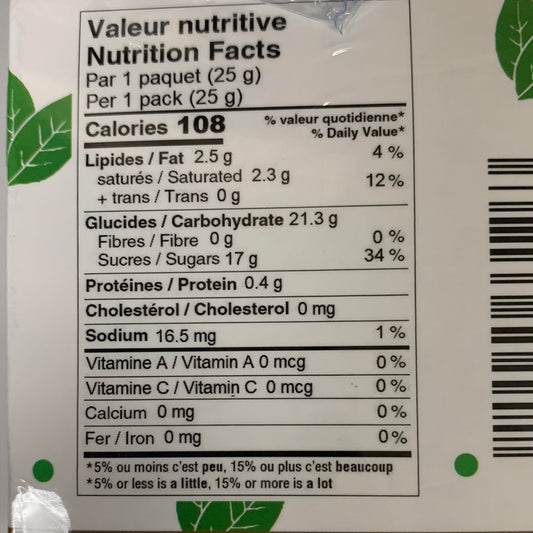 Valeur nutritive
Nutrition Facts
Par 1 paquet (25 g)
Per 1 pack (25 g)
Calories 108 % valeur quotidienne*
% Daily Value*
Lipides / Fat 2.5 g 4 %
saturés / Saturated 2.3 g 12 %
+ trans / Trans 0 g
Glucides / Carbohydrate 21.3 g
Fibres / Fibre 0 g 0 %
Sucres / Sugars 17 g 34 %
Protéines / Protein 0.4 g
Cholestérol / Cholesterol 0 mg
Sodium 16.5 mg 1 %
Vitamine A / Vitamin A 0 mcg 0 %
Vitamine C / Vitamin C 0 mcg 0 %
Calcium 0 mg 0 %
Fer / Iron 0 mg 0 %
*5% ou moins c'est peu, 15% ou plus c'est beaucoup
*5% or less is a little, 15% or more is a lot